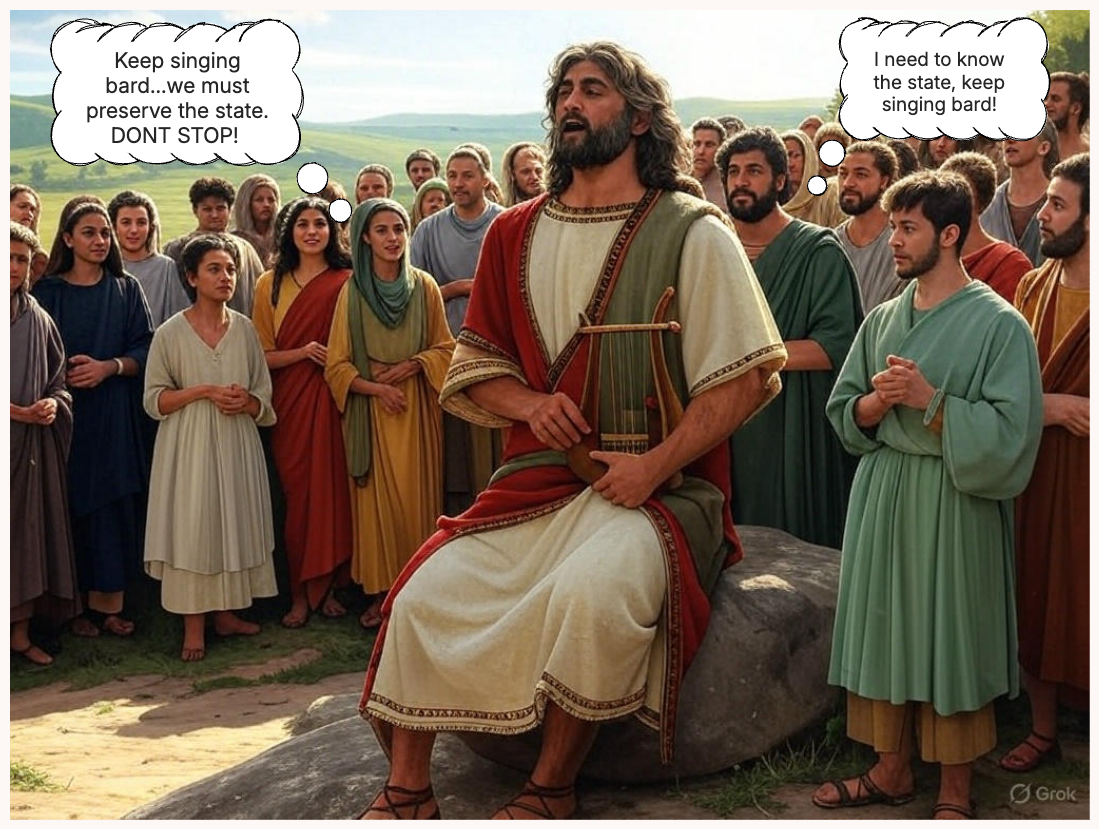 Keep singing
bard...we must
preserve the state.
DONT STOP!
I need to know
the state, keep
singing bard!
Grok